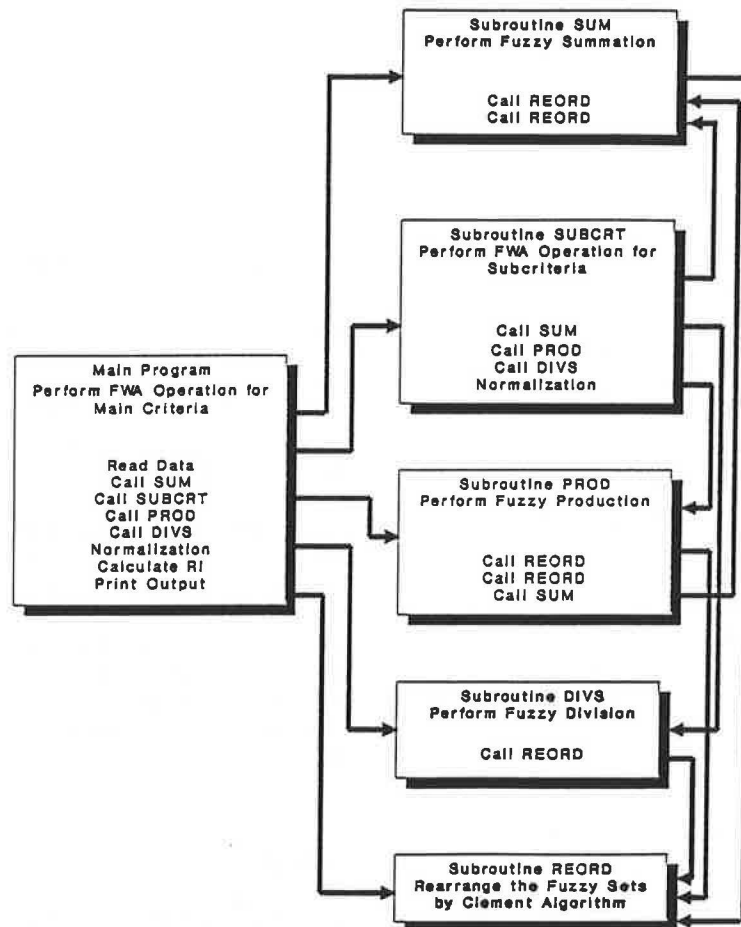 Subroutine SUM
Perform Fuzzy Summation
Call REORD
Call REORD
Subroutine SUBCRT
Perform FWA Operation for
Subcriteria
Call SUM
Call PROD
Call DIVS
Normalization
Main Program
Perform FWA Operation for
Main Criteria
Read Data
Call SUM
Call SUBCRT
Call PROD
Call DIVS
Normalization
Calculate RI
Print Output
Subroutine PROD
Perform Fuzzy Production
Call REORD
Call REORD
Call SUM
Subroutine DIVS
Perform Fuzzy Division
Call REORD
Subroutine REORD
Rearrange the Fuzzy Sets
by Clement Algorithm